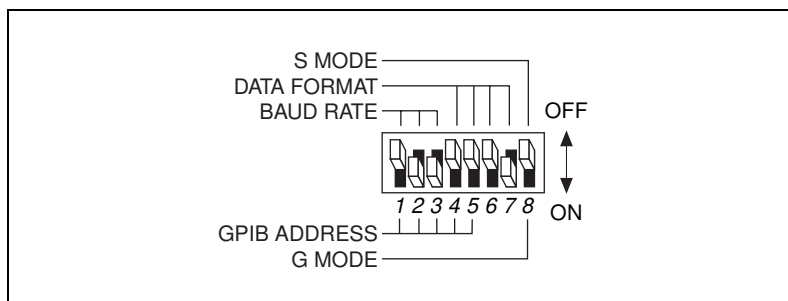 S MODE
DATA FORMAT
BAUD RATE
OFF
1 2 3 4 5 6 7 8
ON
GPIB ADDRESS
G MODE